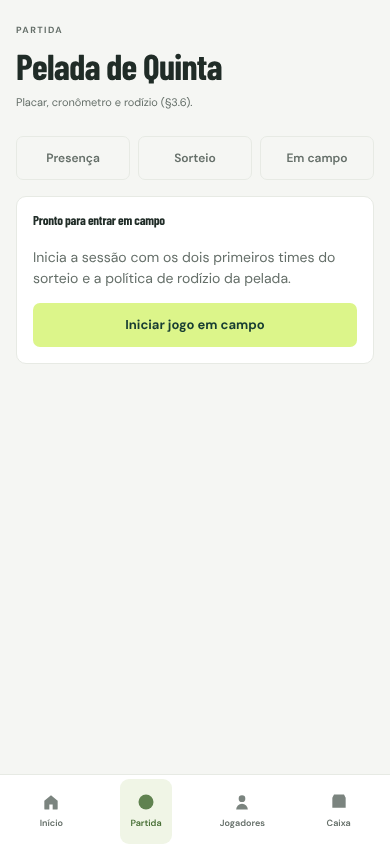 PARTIDA
Pelada de Quinta
Placar, cronômetro e rodízio (§3.6).
Presença
Sorteio
Em campo
Pronto para entrar em campo
Inicia a sessão com os dois primeiros times do
sorteio e a política de rodízio da pelada.
Iniciar jogo em campo
Início
Partida
Jogadores
Caixa